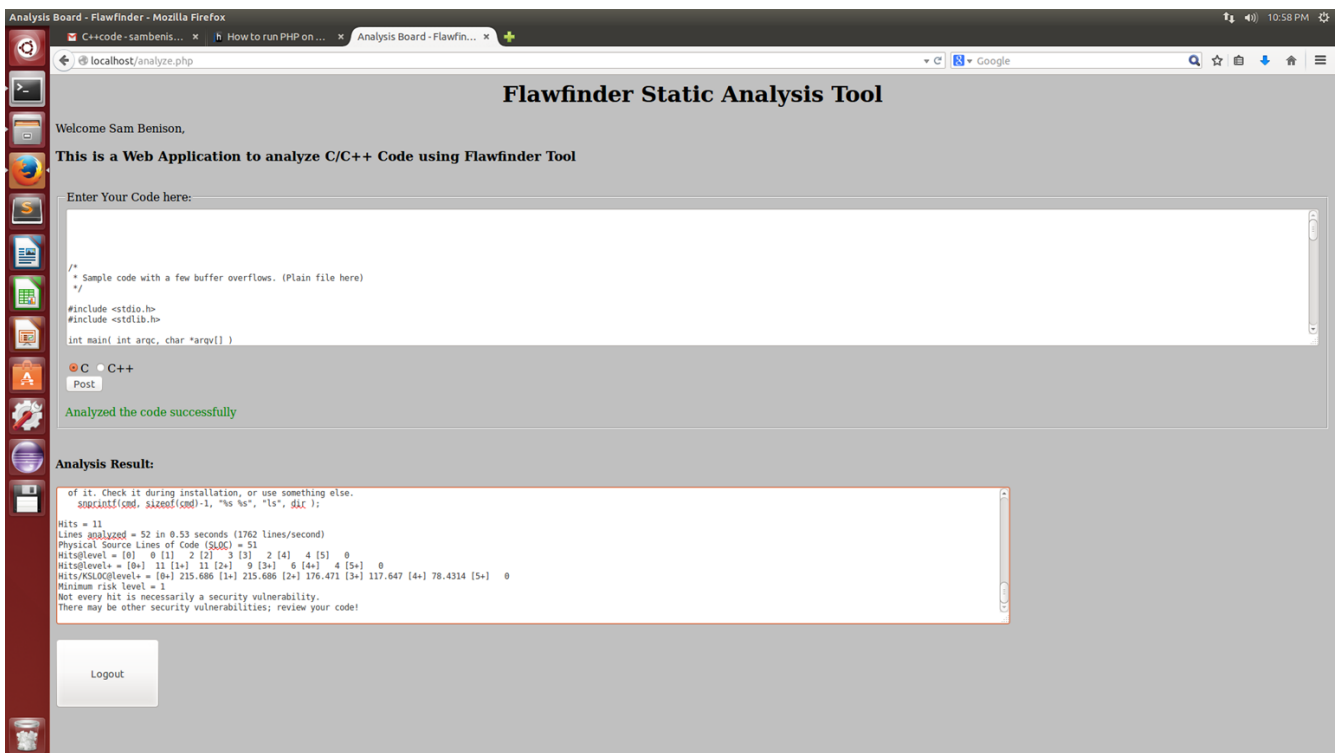 Analysis Board - Flawfinder - Mozilla Firefox
10:58 PM
C++code - sambenis... × How to run PHP on ... × Analysis Board - Flawfin... ×
localhost/analyze.php
Google
Flawfinder Static Analysis Tool
Welcome Sam Benison,
This is a Web Application to analyze C/C++ Code using Flawfinder Tool
Enter Your Code here:
/*
* Sample code with a few buffer overflows. (Plain file here)
*/
#include <stdio.h>
#include <stdlib.h>
int main( int argc, char *argv[] )
C C++
Post
Analyzed the code successfully
Analysis Result:
of it. Check it during installation, or use something else.
snprintf(cmd, sizeof(cmd)-1, "%s %s", "ls", dir );
Hits = 11
Lines analyzed = 52 in 0.53 seconds (1762 lines/second)
Physical Source Lines of Code (SLOC) = 51
Hits@level = [0] 0 [1] 2 [2] 3 [3] 2 [4] 4 [5] 0
Hits@level+ = [0+] 11 [1+] 11 [2+] 9 [3+] 6 [4+] 4 [5+] 0
Hits/KSLOC@level+ = [0+] 215.686 [1+] 215.686 [2+] 176.471 [3+] 117.647 [4+] 78.4314 [5+] 0
Minimum risk level = 1
Not every hit is necessarily a security vulnerability.
There may be other security vulnerabilities; review your code!
Logout